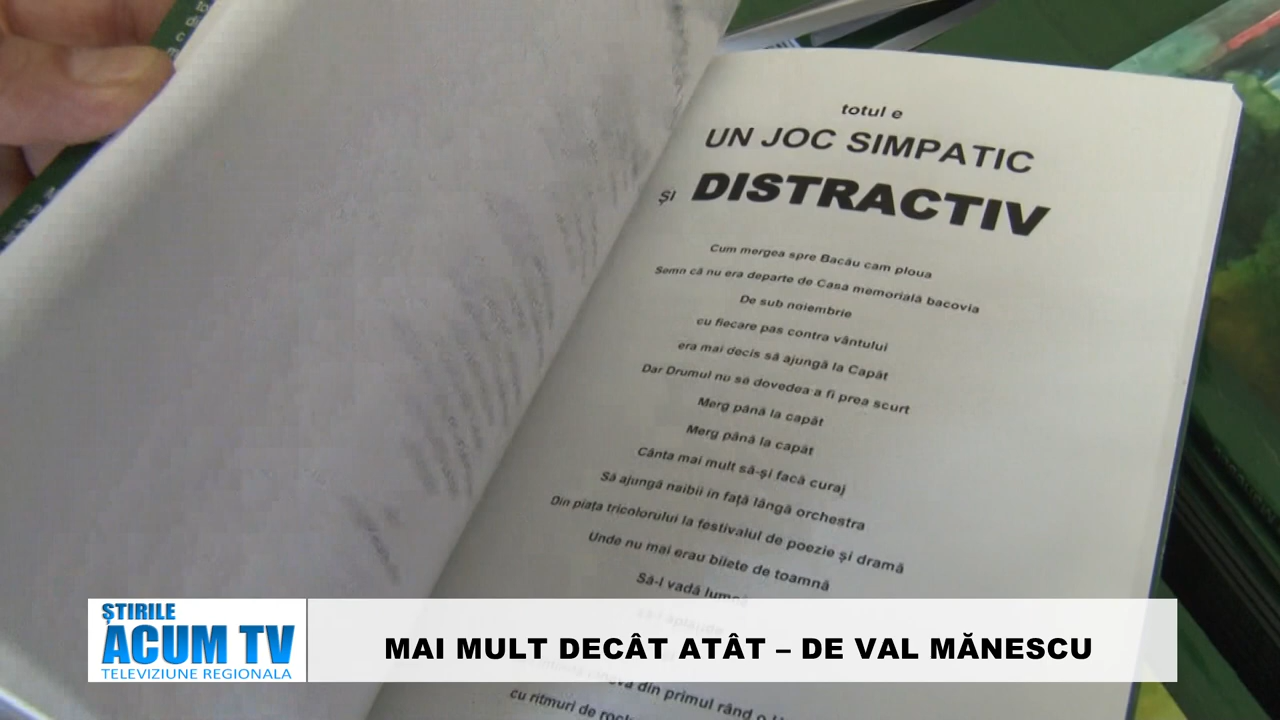 totul e
UN JOC SIMPATIC
ȘI DISTRACTIV
Cum mergea spre Bacău cam ploua
Semn că nu era departe de Casa memorială bacovia
De sub noiembrie
cu fiecare pas contra vântului
era mai decis să ajungă la Capăt
Dar Drumul nu se dovedea a fi prea scurt
Merg până la capăt
Merg până la capăt
Cânta mai mult să-și facă curaj
Să ajungă naibii în față lângă orchestra
Din piața tricolorului la festivalul de poezie și dramă
Unde nu mai erau bilete de toamnă
Să-l vadă lumea
din primul rând
cu ritmuri de
ȘTIRILE
ACUM TV
TELEVIZIUNE REGIONALA
MAI MULT DECÂT ATÂT – DE VAL MĂNESCU